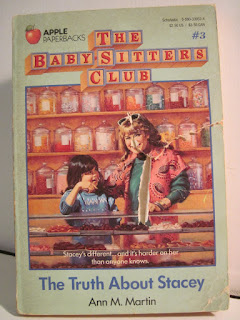 APPLE
PAPERBACKS
THE
BABY-SITTERS
CLUB
#3
Stacey's different... and it's harder on her
than anyone knows.
The Truth About Stacey
Ann M. Martin